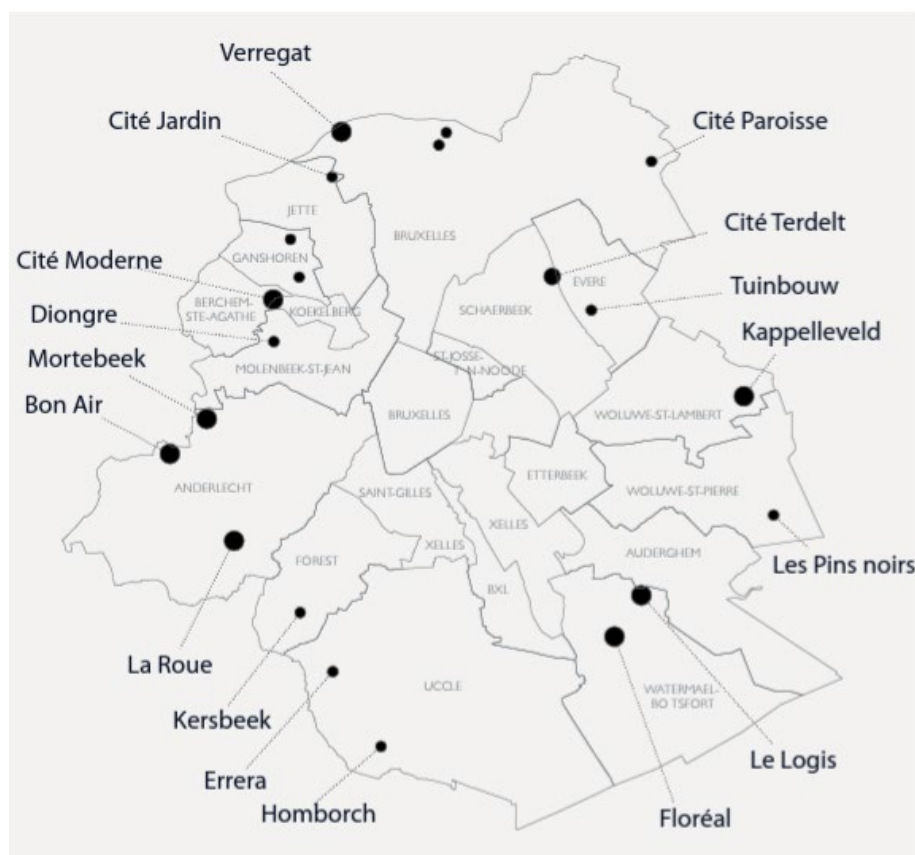 Verregat
Cité Jardin
Cité Paroisse
JETTE
Cité Terdelt
BRUXELLES
Cité Moderne
GANSHOREN
EVERE
Tuinbouw
BERCHEM-
STE-AGATHE
KOEKELBERG
SCHAERBEEK
Diongre
Kappelleveld
Mortebeek
MOLENBEEK-ST-JEAN
ST-JOSSE-
T-N-NOODE
Bon Air
BRUXELLES
WOLUWE-ST-LAMBERT
ANDERLECHT
SAINT-GILLES
ETTERBEEK
WOLUWE-ST-PIERRE
XELLES
XELLES
AUDERGHEM
FOREST
Les Pins noirs
BXL
La Roue
UCCLE
WATERMAEL-
BO TSFORT
Kersbeek
Errera
Le Logis
Homborch
Floréal